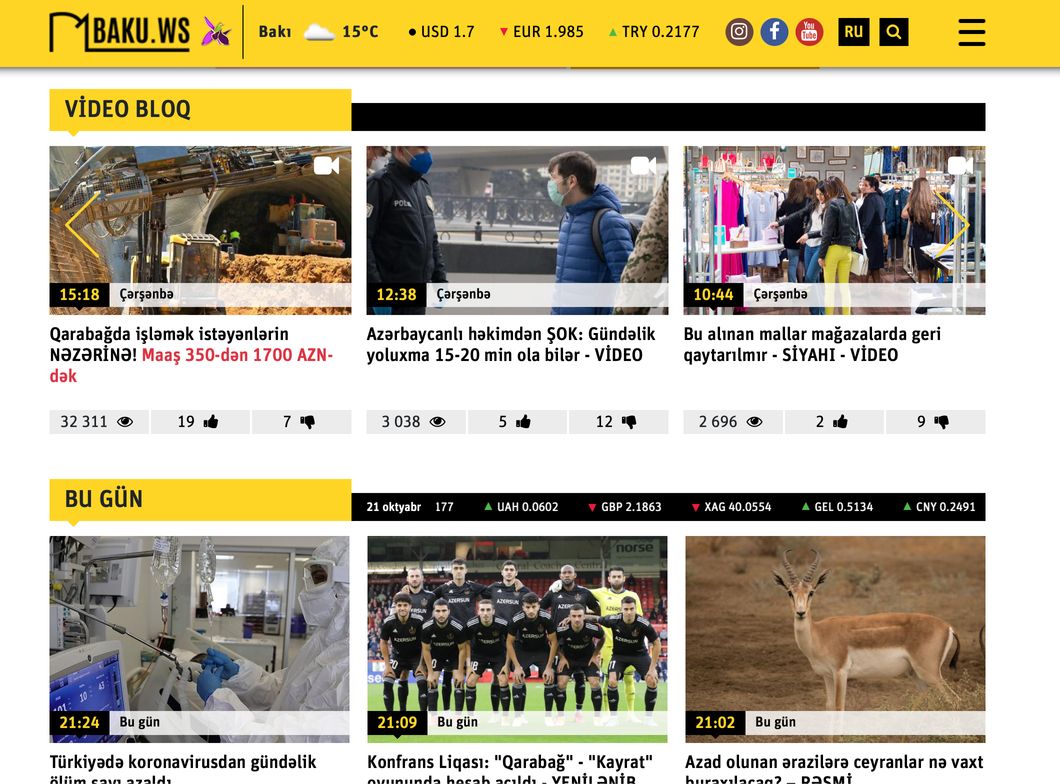 BAKU.WS
Bakı 15°C USD 1.7 EUR 1.985 TRY 0.2177 You Tube RU
VİDEO BLOQ
POLİ
15:18 Çərşənbə
12:38 Çərşənbə
10:44 Çərşənbə
Qarabağda işləmək istəyənlərin
NƏZƏRİNƏ! Maaş 350-dən 1700 AZN-
dək
Azərbaycanlı həkimdən ŞOK: Gündəlik
yoluxma 15-20 min ola bilər - VİDEO
Bu alınan mallar mağazalarda geri
qaytarılmır - SİYAHI - VİDEO
32 311 19 7
3 038 5 12
2 696 2 9
BU GÜN
21 oktyabr 177 UAH 0.0602 GBP 2.1863 XAG 40.0554 GEL 0.5134 CNY 0.2491
norse
AZERSUN
21:24 Bu gün
21:09 Bu gün
21:02 Bu gün
Türkiyədə koronavirusdan gündəlik
ölüm sayı azaldı
Konfrans Liqası: "Qarabağ" - "Kayrat"
oyununda hesab açıldı - YENİLƏNİB
Azad olunan ərazilərə ceyranlar nə vaxt
buraxılacaq? – RƏSMİ